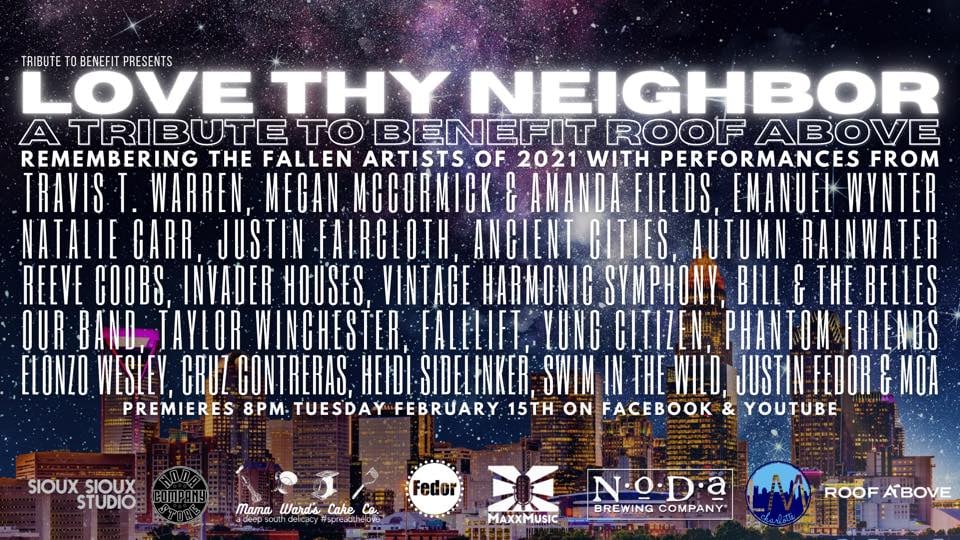 TRIBUTE TO BENEFIT PRESENTS
LOVE THY NEIGHBOR
A TRIBUTE TO BENEFIT ROOF ABOVE
REMEMBERING THE FALLEN ARTISTS OF 2021 WITH PERFORMANCES FROM
TRAVIS T. WARREN, MEGAN MCCORMICK & AMANDA FIELDS, EMANUEL WYNTER
NATALIE CARR, JUSTIN FAIRCLOTH, ANCIENT CITIES, AUTUMN RAINWATER
REEVE COOBS, INVADER HOUSES, VINTAGE HARMONIC SYMPHONY, BILL & THE BELLES
OUR BAND, TAYLOR WINCHESTER, FALLLIFT, YUNG CITIZEN, PHANTOM FRIENDS
ELONZO WESLEY, CRUZ CONTRERAS, HEIDI SIDELINKER, SWIM IN THE WILD, JUSTIN FEDOR & MOA
PREMIERES 8PM TUESDAY FEBRUARY 15TH ON FACEBOOK & YOUTUBE
SIOUX SIOUX
STUDIO
NODA
COMPANY
STORE
Mama Ward's Cake Co.
a deep south delicacy #spreadthelove
Fedor
MAXXMUSIC
N·o·D·a
BREWING COMPANY
Charlotte
ROOF ABOVE